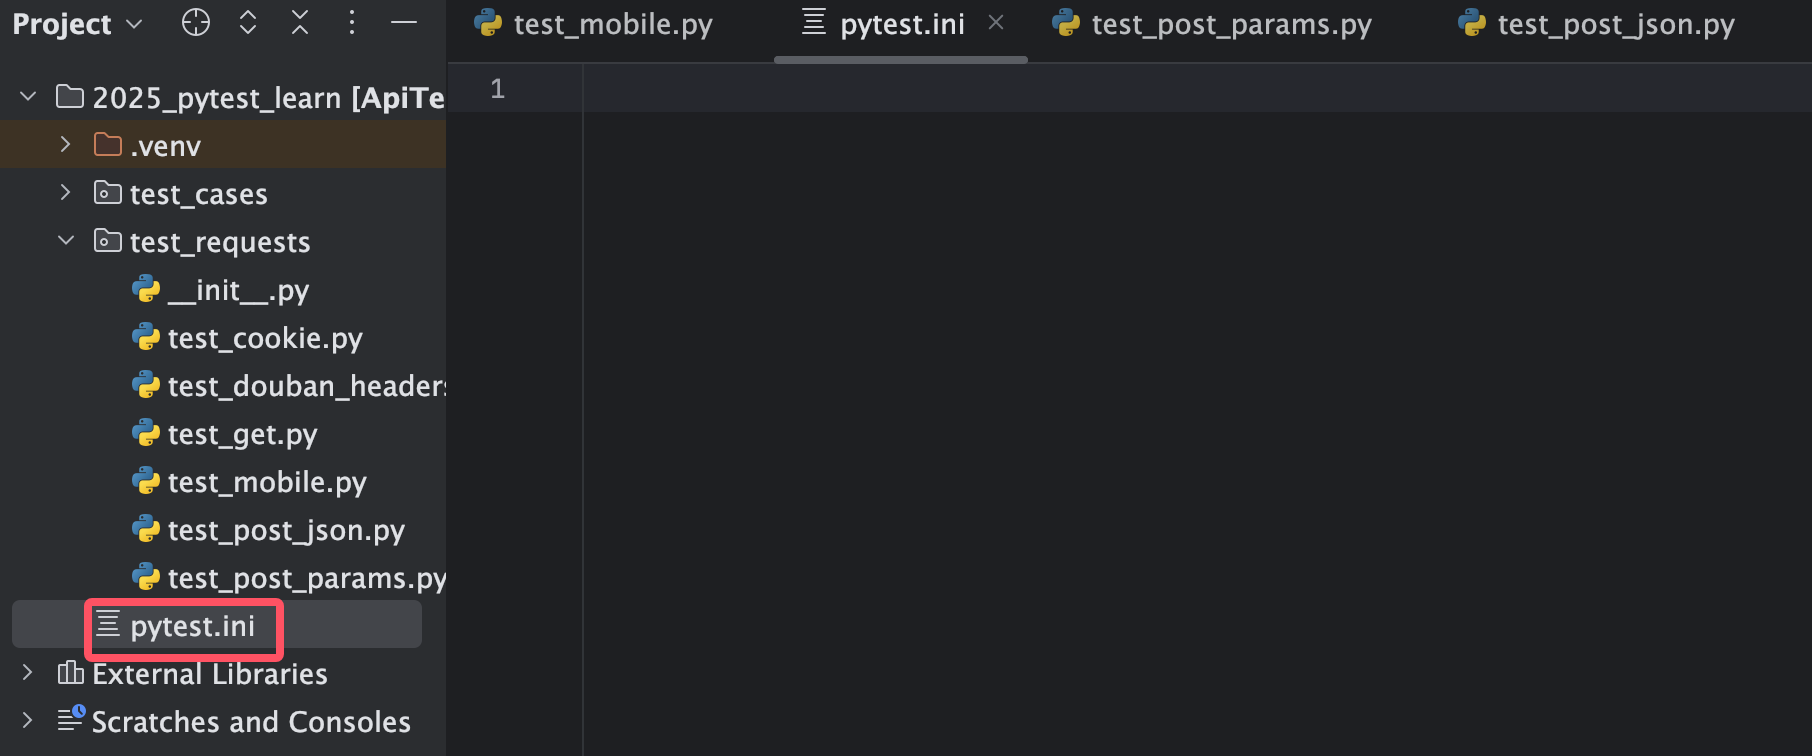 Project
test_mobile.py
pytest.ini
test_post_params.py
test_post_json.py
2025_pytest_learn [ApiTe
.venv
test_cases
test_requests
__init__.py
test_cookie.py
test_douban_headers
test_get.py
test_mobile.py
test_post_json.py
test_post_params.py
pytest.ini
External Libraries
Scratches and Consoles
1